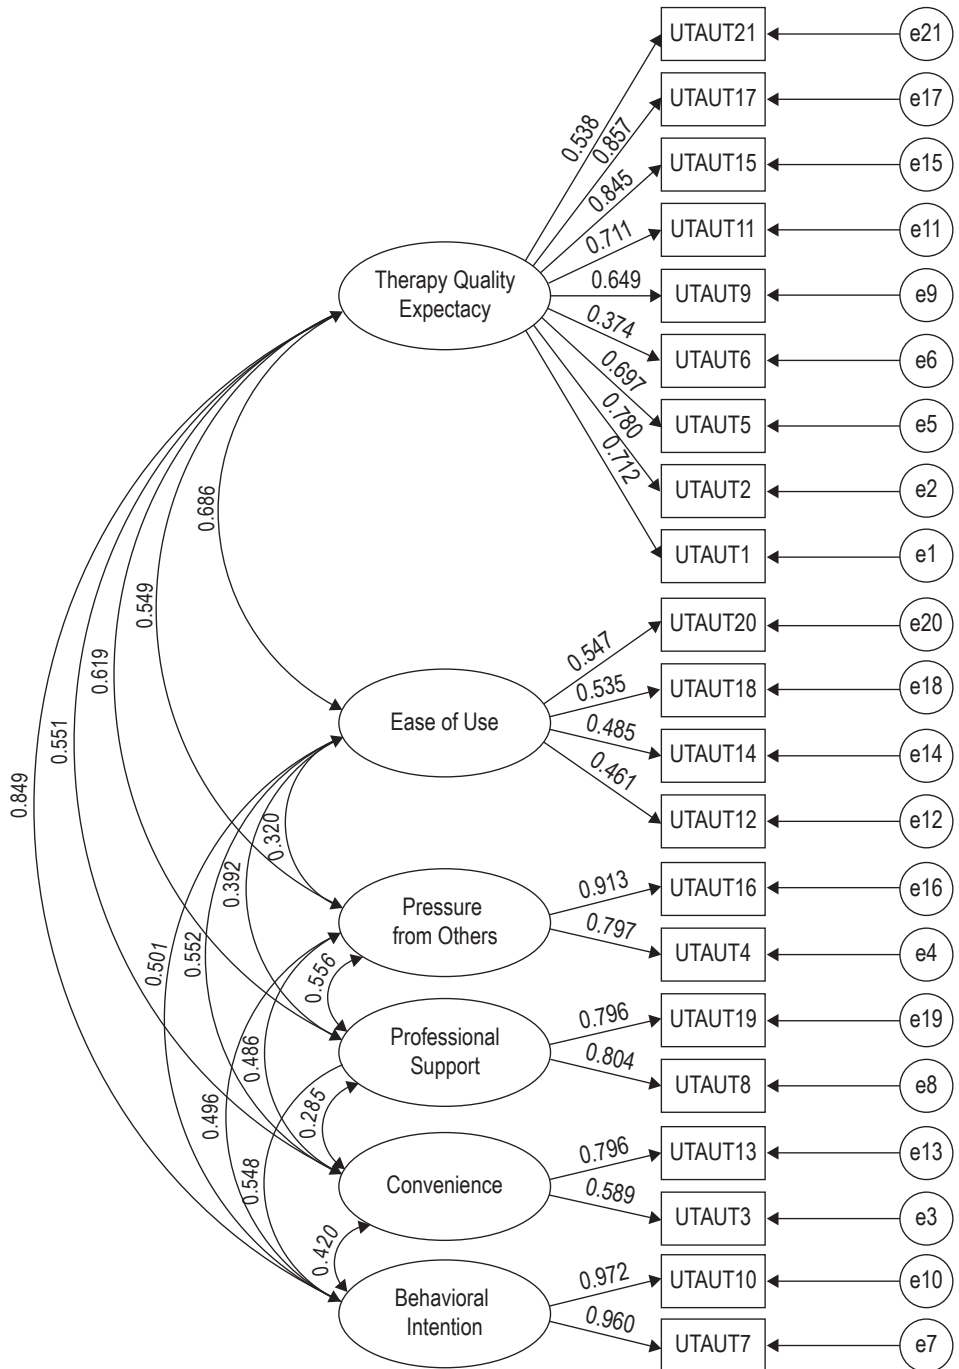 UTAUT21
e21
UTAUT17
e17
UTAUT15
e15
UTAUT11
e11
UTAUT9
e9
UTAUT6
e6
UTAUT5
e5
UTAUT2
e2
UTAUT1
e1
0.538
0.857
0.845
0.711
0.649
0.374
0.697
0.780
0.712
Therapy Quality
Expectacy
0.686
0.549
0.619
0.551
0.849
UTAUT20
e20
UTAUT18
e18
UTAUT14
e14
UTAUT12
e12
0.547
0.535
0.485
0.461
Ease of Use
0.320
0.392
0.552
0.501
UTAUT16
e16
UTAUT4
e4
0.913
0.797
Pressure
from Others
0.556
0.486
0.496
UTAUT19
e19
UTAUT8
e8
0.796
0.804
Professional
Support
0.285
0.548
UTAUT13
e13
UTAUT3
e3
0.796
0.589
Convenience
0.420
UTAUT10
e10
UTAUT7
e7
0.972
0.960
Behavioral
Intention